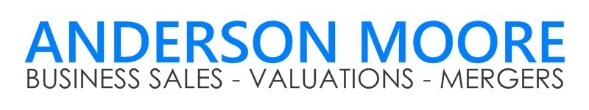 ANDERSON MOORE
BUSINESS SALES - VALUATIONS - MERGERS